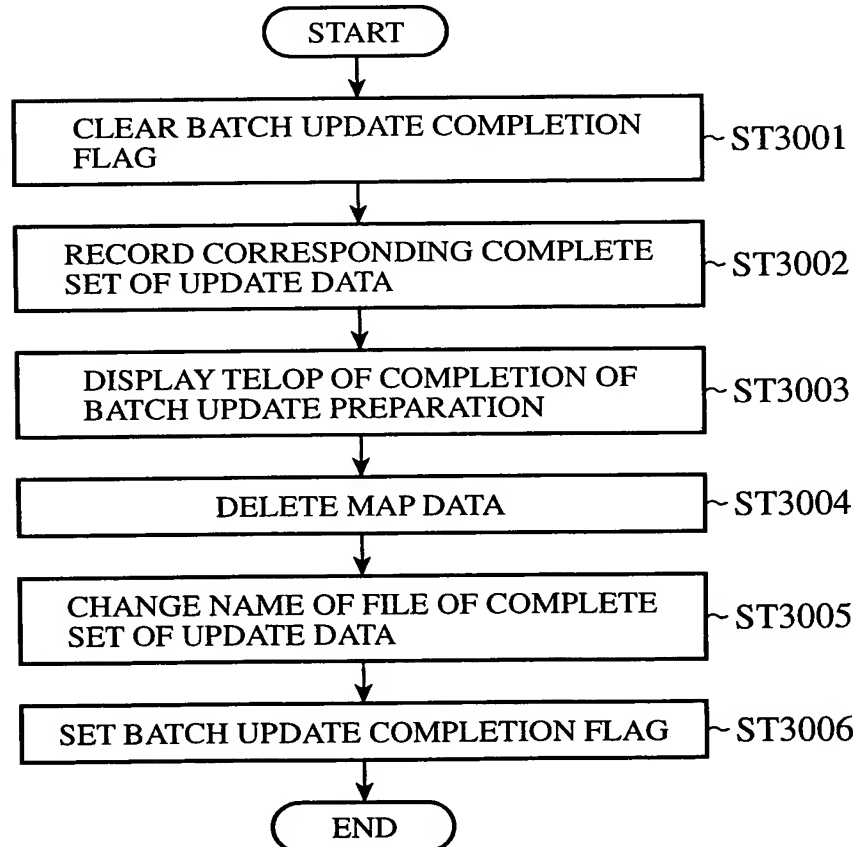 START
CLEAR BATCH UPDATE COMPLETION
FLAG
ST3001
RECORD CORRESPONDING COMPLETE
SET OF UPDATE DATA
ST3002
DISPLAY TELOP OF COMPLETION OF
BATCH UPDATE PREPARATION
ST3003
DELETE MAP DATA
ST3004
CHANGE NAME OF FILE OF COMPLETE
SET OF UPDATE DATA
ST3005
SET BATCH UPDATE COMPLETION FLAG
ST3006
END